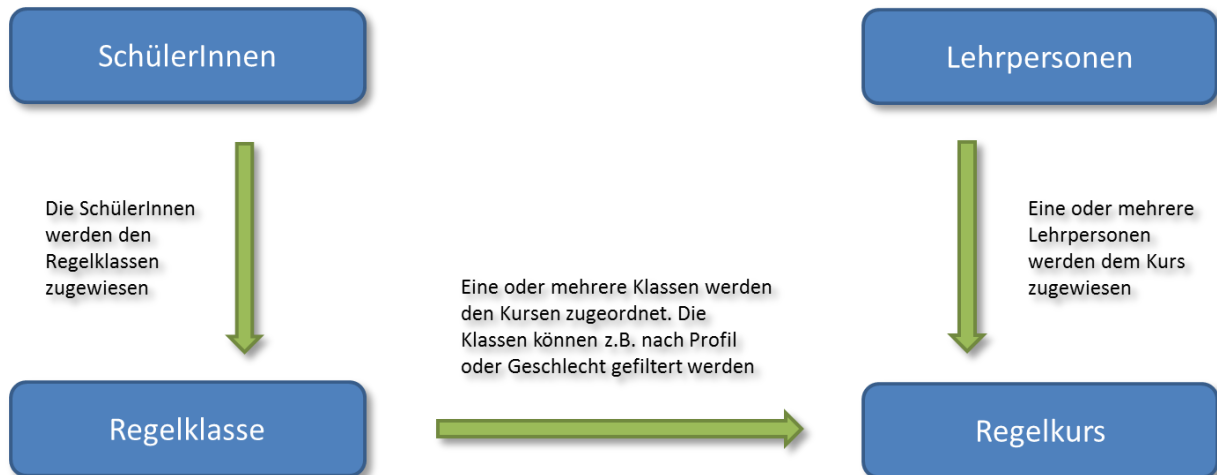 SchülerInnen
Lehrpersonen
Die SchülerInnen
werden den
Regelklassen
zugewiesen
Eine oder mehrere
Lehrpersonen
werden dem Kurs
zugewiesen
Eine oder mehrere Klassen werden
den Kursen zugeordnet. Die
Klassen können z.B. nach Profil
oder Geschlecht gefiltert werden
Regelklasse
Regelkurs